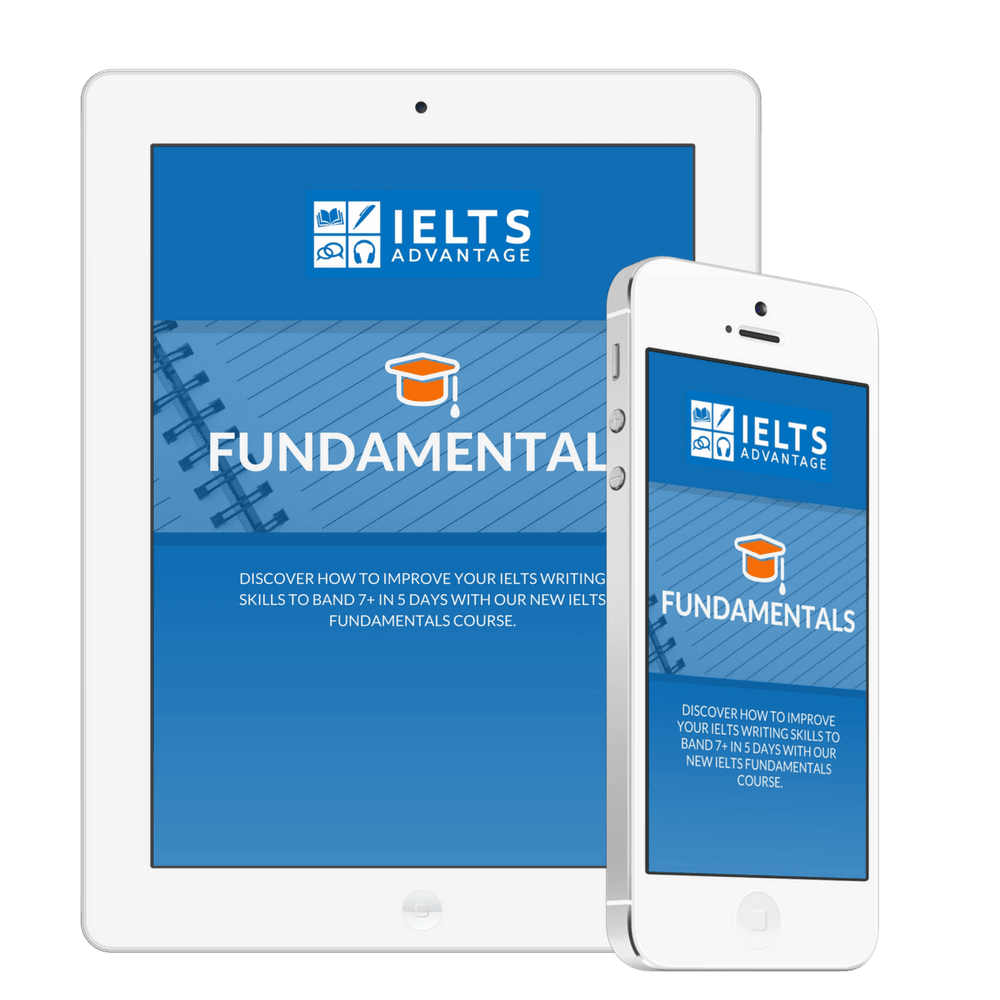 IELTS
ADVANTAGE
FUNDAMENTAL
DISCOVER HOW TO IMPROVE YOUR IELTS WRITING
SKILLS TO BAND 7+ IN 5 DAYS WITH OUR NEW IELTS
FUNDAMENTALS COURSE.
IELTS
ADVANTAGE
FUNDAMENTALS
DISCOVER HOW TO IMPROVE
YOUR IELTS WRITING SKILLS TO
BAND 7+ IN 5 DAYS WITH OUR
NEW IELTS FUNDAMENTALS
COURSE.